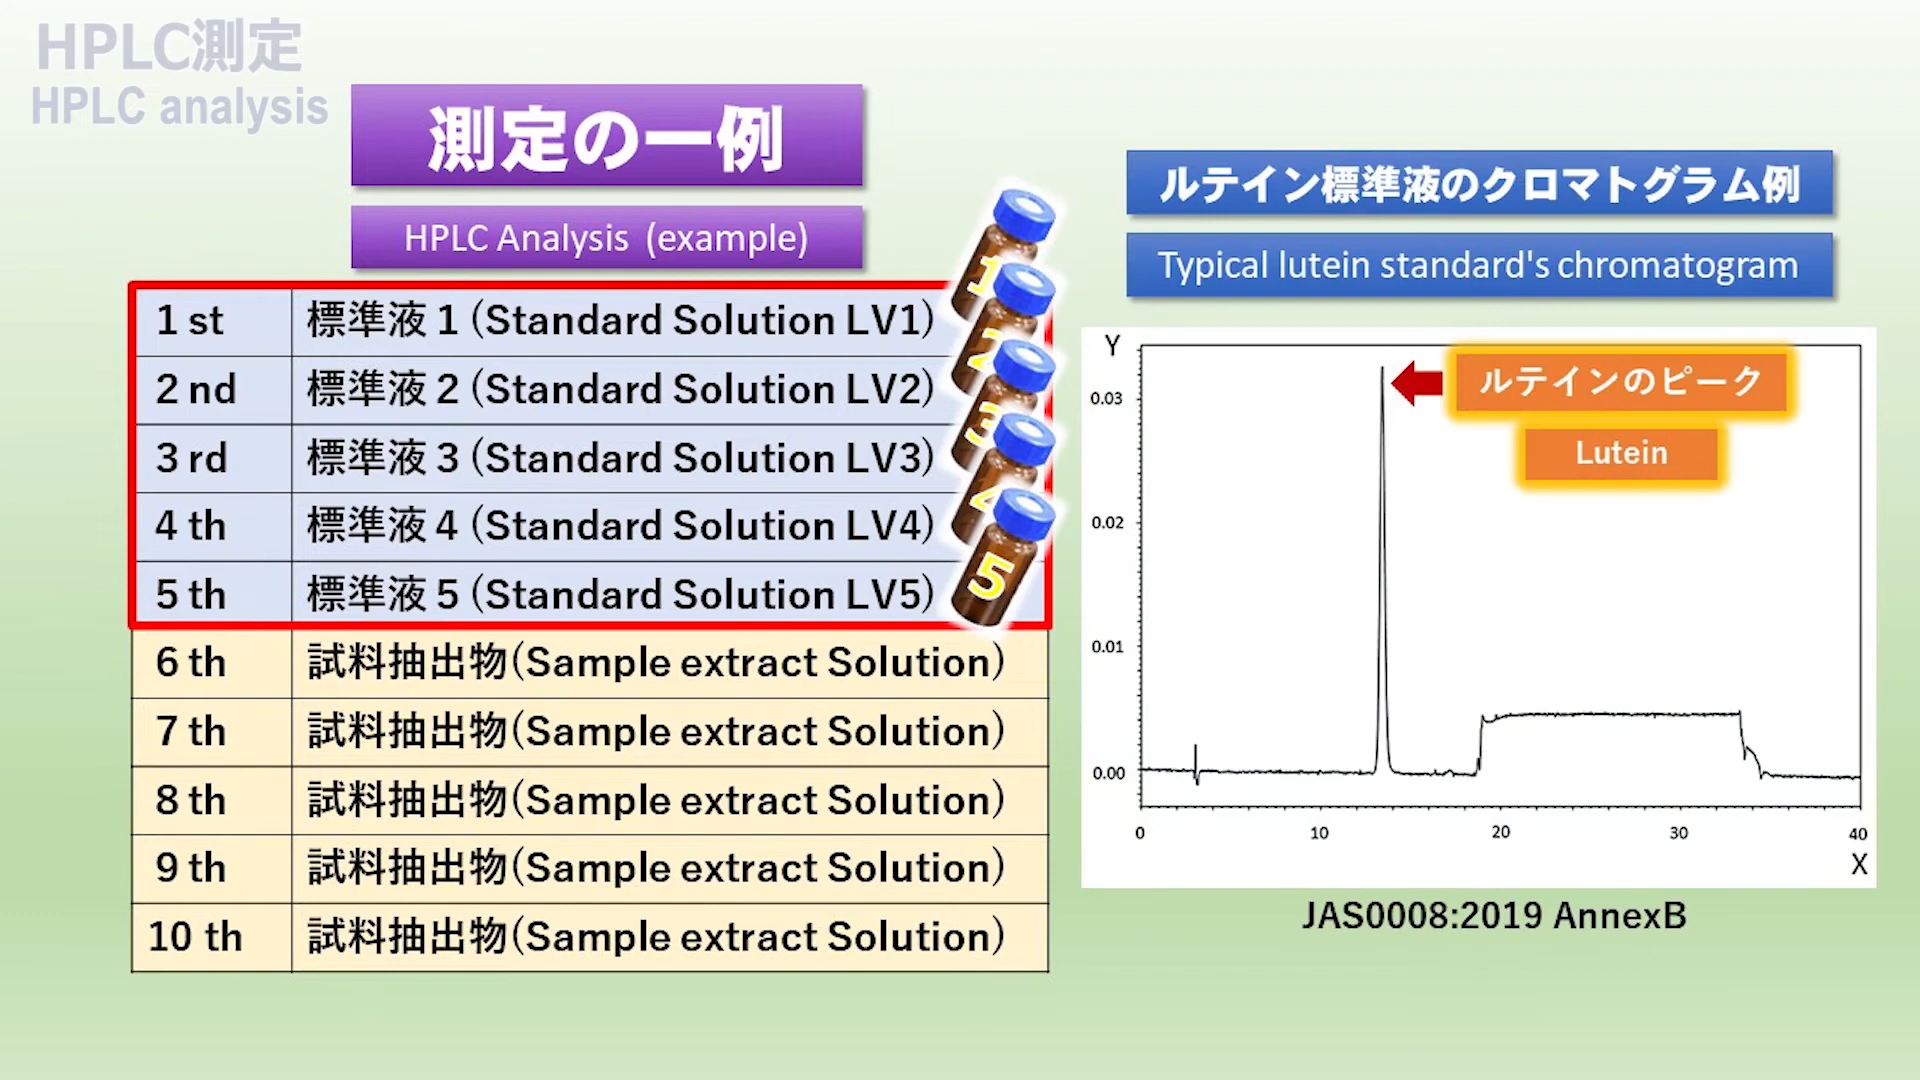 HPLC測定
HPLC analysis
測定の一例
HPLC Analysis (example)
1 st 標準液1 (Standard Solution LV1)
2 nd 標準液2 (Standard Solution LV2)
3 rd 標準液3 (Standard Solution LV3)
4 th 標準液4 (Standard Solution LV4)
5 th 標準液5 (Standard Solution LV5)
6 th 試料抽出物(Sample extract Solution)
7 th 試料抽出物(Sample extract Solution)
8 th 試料抽出物(Sample extract Solution)
9 th 試料抽出物(Sample extract Solution)
10 th 試料抽出物(Sample extract Solution)
1
2
3
4
5
ルテイン標準液のクロマトグラム例
Typical lutein standard's chromatogram
Y
ルテインのピーク
Lutein
0.03
0.02
0.01
0.00
0 10 20 30 40
X
JAS0008:2019 AnnexB